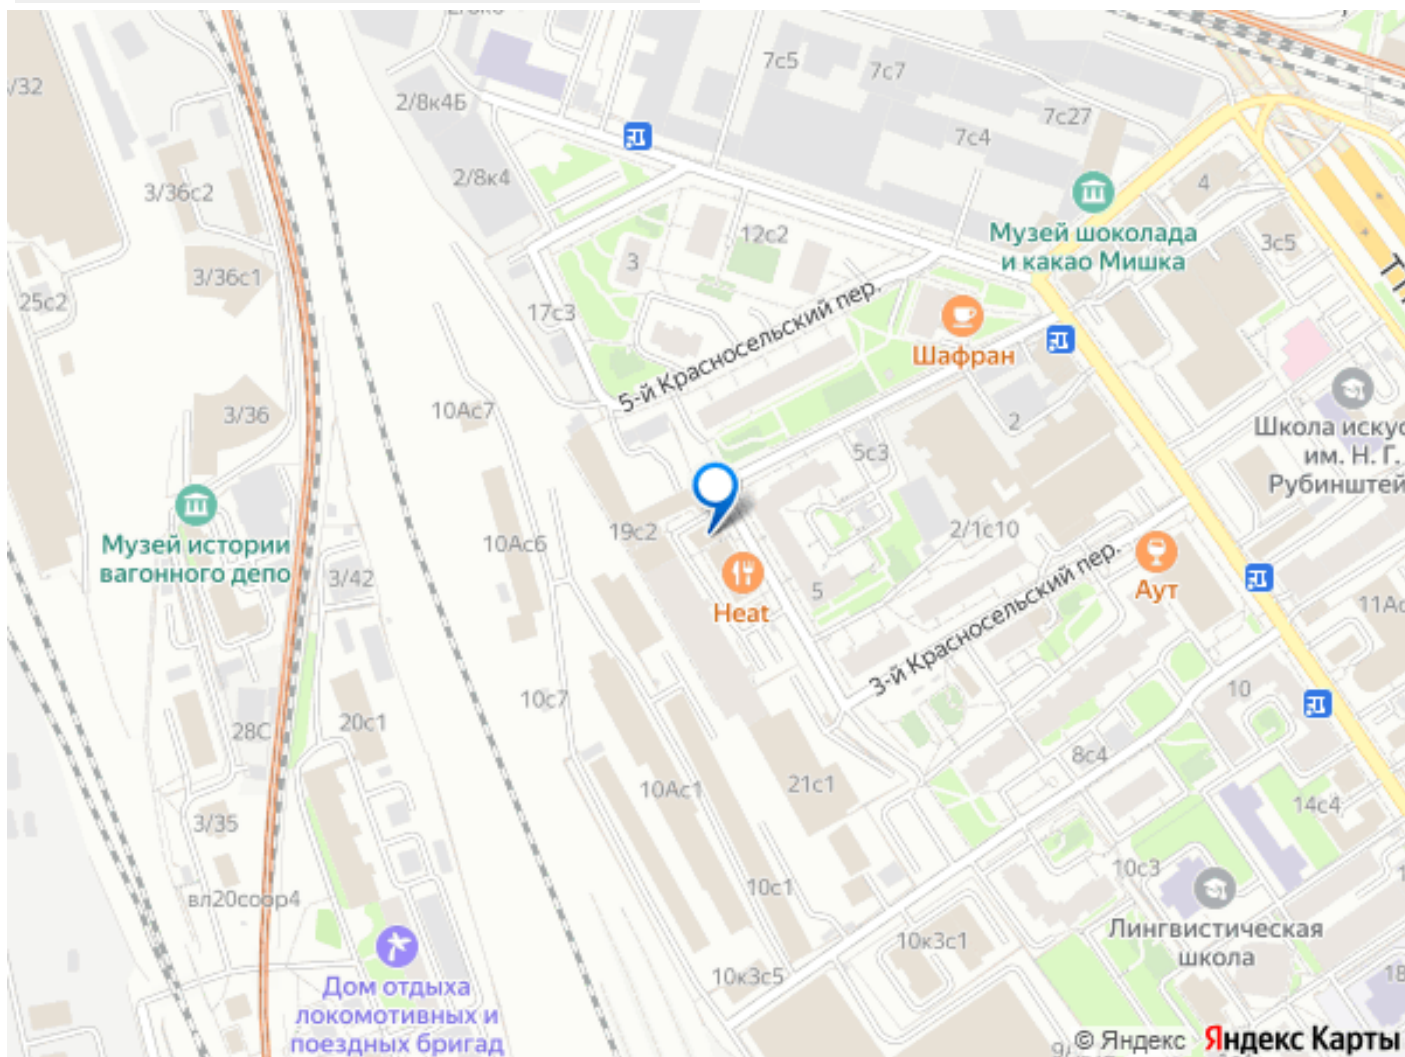 7с5
7с7
/32
2/8к4Б
7с27
7с4
2/8к4
3/36с2
4
Музей шоколада
и какао Мишка
12с2
3с5
3
3/36с1
25с2
17с3
5-й Красносельский пер.
Шафран
10Ас7
3/36
2
Школа искус
им. Н. Г.
Рубинштей
5с3
19с2
2/1с10
10Ас6
Музей истории
вагонного депо
3/42
Heat
5
Аут
3-й Красносельский пер.
11Ас
10с7
10
20с1
28С
8с4
10Ас1
21с1
14с4
3/35
10с3
10с1
вл20соор4
Лингвистическая
школа
10к3с1
10к3с5
18
Дом отдыха
локомотивных и
поездных бригад
© Яндекс Яндекс Карты